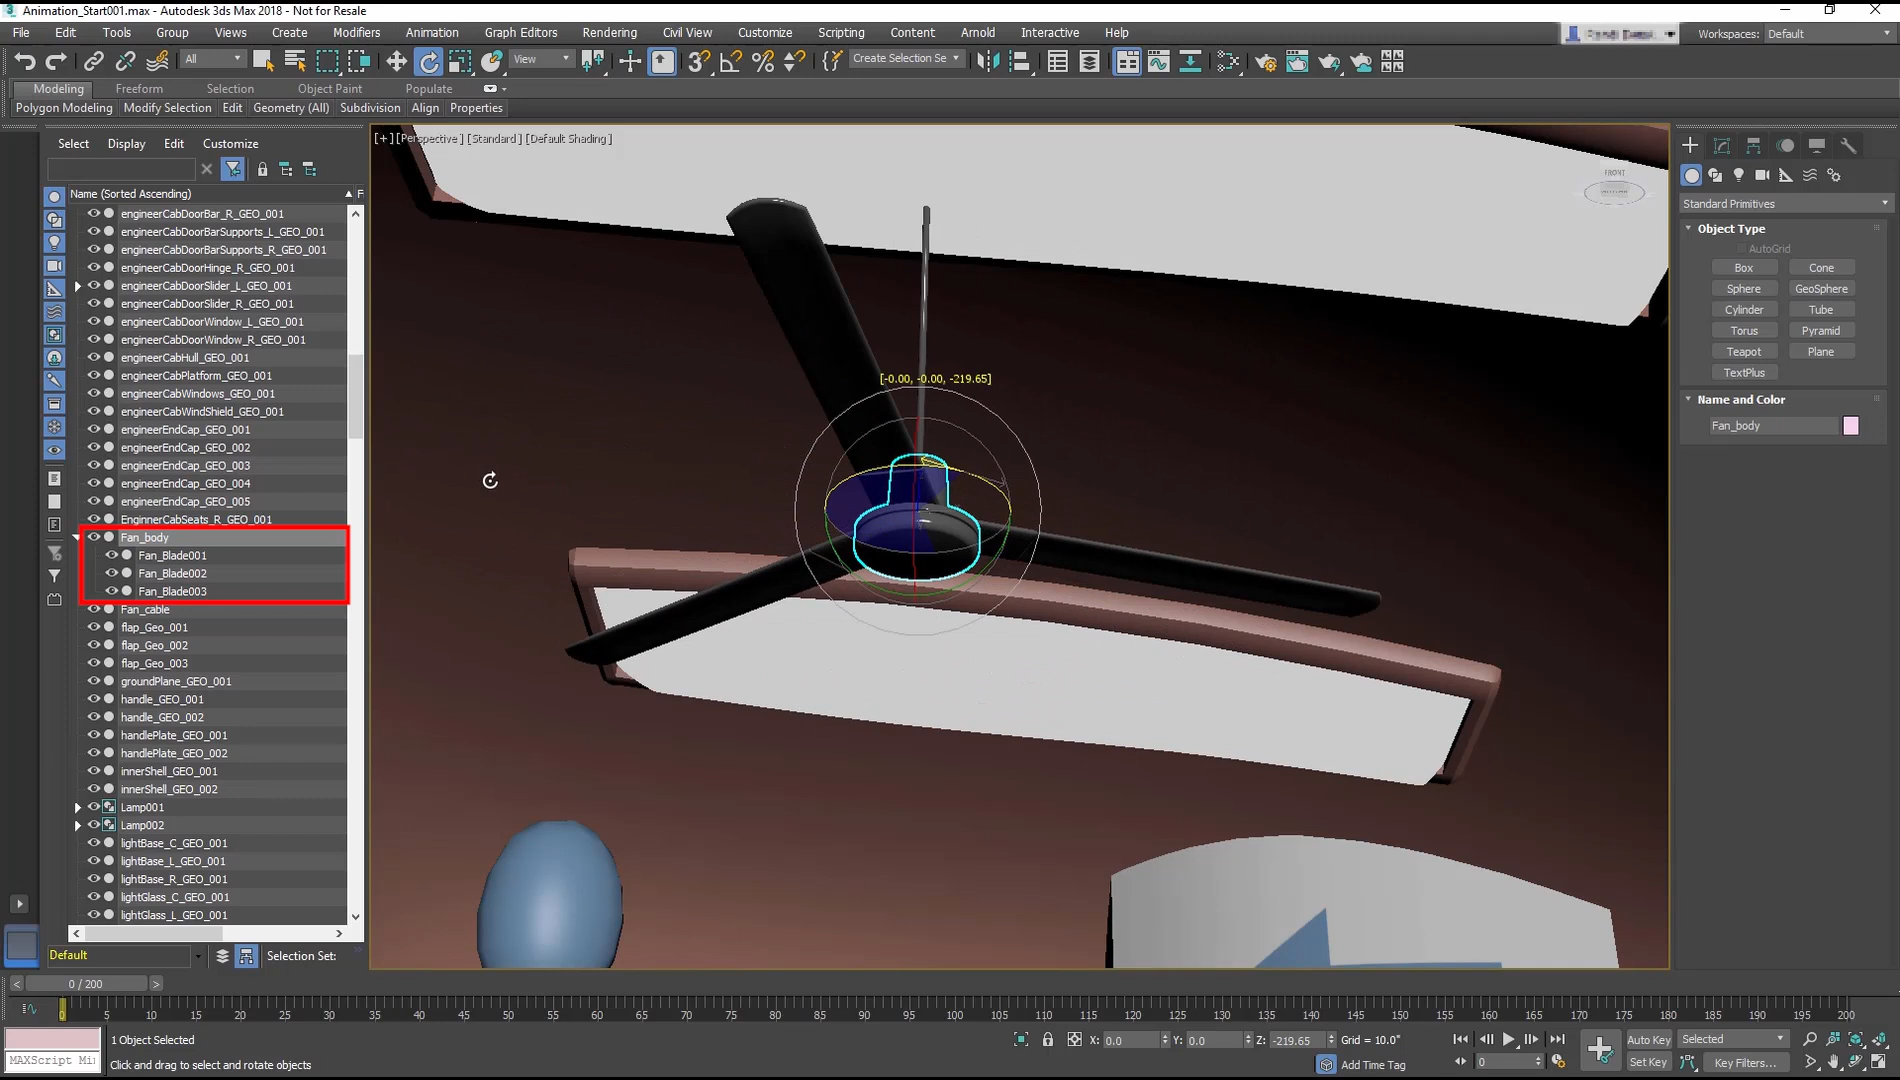 Animation_Start001.max - Autodesk 3ds Max 2018 - Not for Resale
File Edit Tools Group Views Create Modifiers Animation Graph Editors Rendering Civil View Customize Scripting Content Arnold Interactive Help
Workspaces: Default
All
View
Create Selection Se
Modeling Freeform Selection Object Paint Populate
Polygon Modeling Modify Selection Edit Geometry (All) Subdivision Align Properties
Select Display Edit Customize
Name (Sorted Ascending) F
engineerCabDoorBar_R_GEO_001
engineerCabDoorBarSupports_L_GEO_001
engineerCabDoorBarSupports_R_GEO_001
engineerCabDoorHinge_R_GEO_001
engineerCabDoorSlider_L_GEO_001
engineerCabDoorSlider_R_GEO_001
engineerCabDoorWindow_L_GEO_001
engineerCabDoorWindow_R_GEO_001
engineerCabHull_GEO_001
engineerCabPlatform_GEO_001
engineerCabWindows_GEO_001
engineerCabWindShield_GEO_001
engineerEndCap_GEO_001
engineerEndCap_GEO_002
engineerEndCap_GEO_003
engineerEndCap_GEO_004
engineerEndCap_GEO_005
EnginnerCabSeats_R_GEO_001
Fan_body
Fan_Blade001
Fan_Blade002
Fan_Blade003
Fan_cable
flap_Geo_001
flap_Geo_002
flap_Geo_003
groundPlane_GEO_001
handle_GEO_001
handle_GEO_002
handlePlate_GEO_001
handlePlate_GEO_002
innerShell_GEO_001
innerShell_GEO_002
Lamp001
Lamp002
lightBase_C_GEO_001
lightBase_L_GEO_001
lightBase_R_GEO_001
lightGlass_C_GEO_001
lightGlass_L_GEO_001
Default
Selection Set:
[+] [Perspective ] [Standard ] [Default Shading ]
FRONT
[-0.00, -0.00, -219.65]
Standard Primitives
Object Type
AutoGrid
Box Cone
Sphere GeoSphere
Cylinder Tube
Torus Pyramid
Teapot Plane
TextPlus
Name and Color
Fan_body
< 0 / 200 >
0 5 10 15 20 25 30 35 40 45 50 55 60 65 70 75 80 85 90 95 100 105 110 115 120 125 130 135 140 145 150 155 160 165 170 175 180 185 190 195 200
1 Object Selected
X: 0.0 Y: 0.0 Z: -219.65 Grid = 10.0"
Auto Key Selected
MAXScript Mi
Click and drag to select and rotate objects
Add Time Tag
0
Set Key Key Filters...